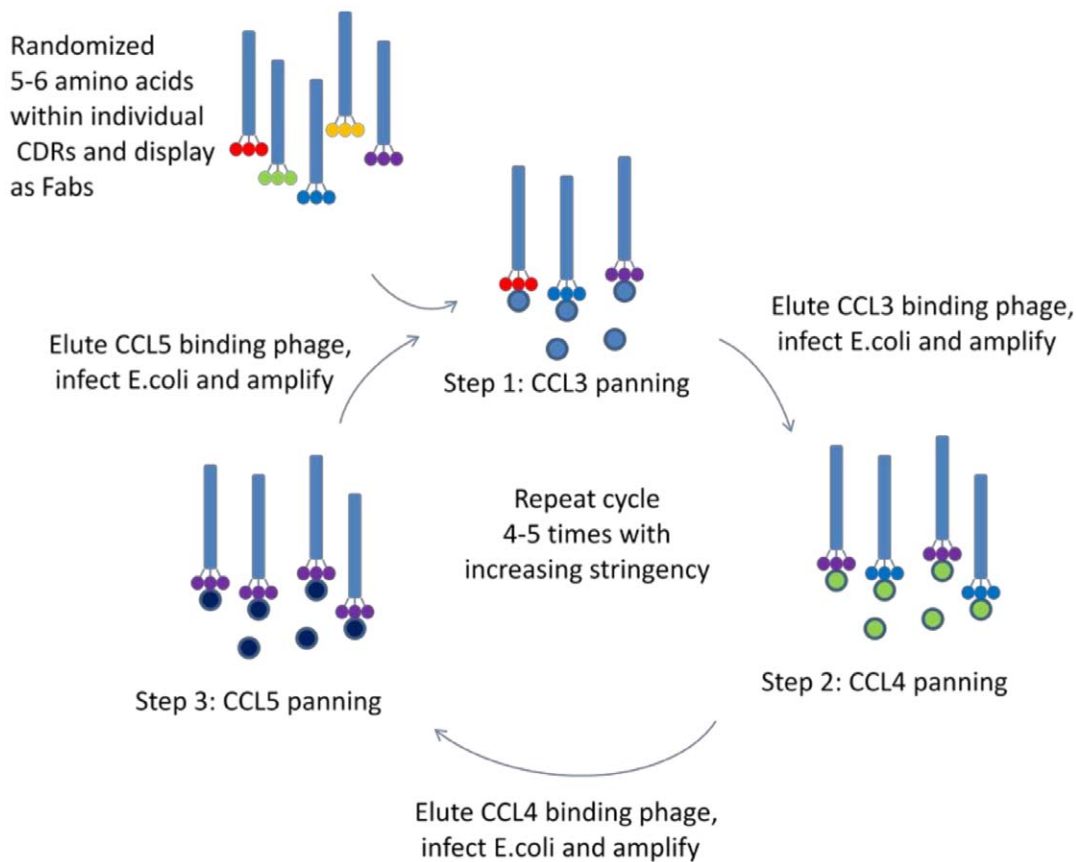 Randomized
5-6 amino acids
within individual
CDRs and display
as Fabs
Elute CCL5 binding phage,
infect E.coli and amplify
Step 1: CCL3 panning
Elute CCL3 binding phage,
infect E.coli and amplify
Repeat cycle
4-5 times with
increasing stringency
Step 3: CCL5 panning
Step 2: CCL4 panning
Elute CCL4 binding phage,
infect E.coli and amplify